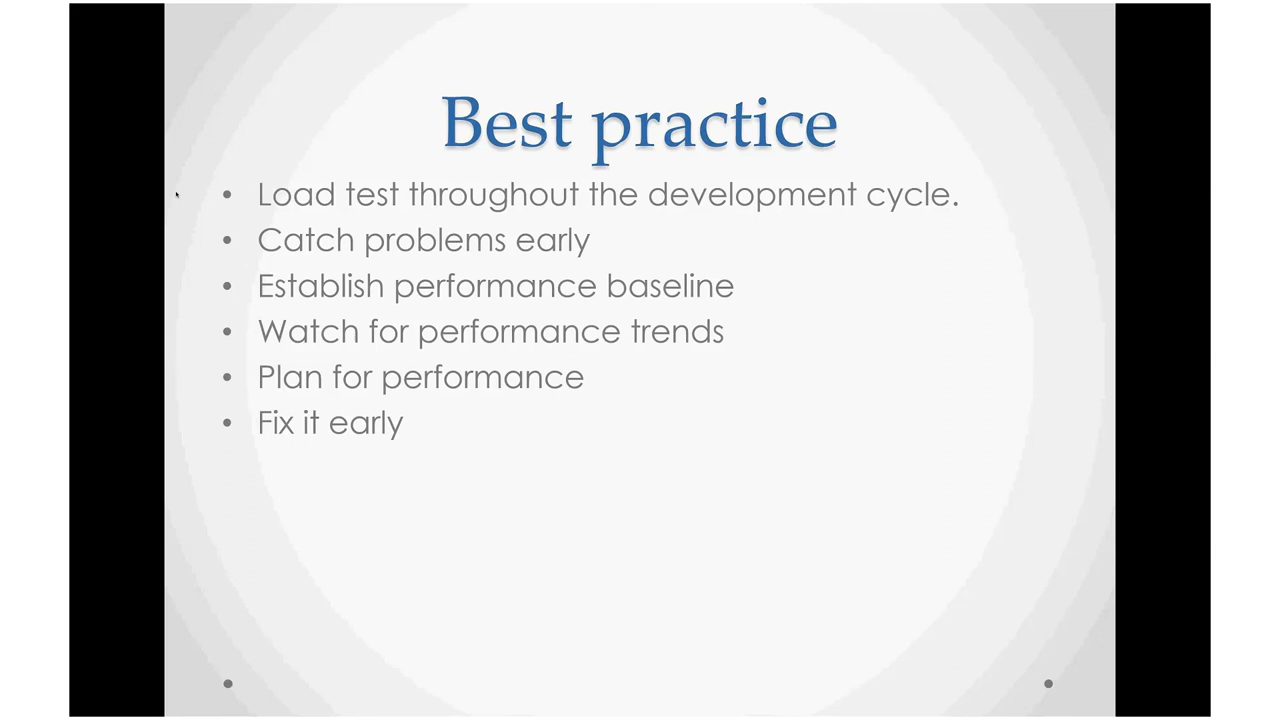 Best practice
• Load test throughout the development cycle.
• Catch problems early
• Establish performance baseline
• Watch for performance trends
• Plan for performance
• Fix it early